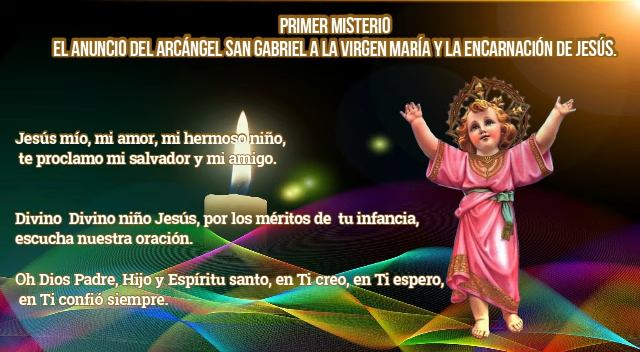 PRIMER MISTERIO
EL ANUNCIO DEL ARCÁNGEL SAN GABRIEL A LA VIRGEN MARÍA Y LA ENCARNACIÓN DE JESÚS.
Jesús mío, mi amor, mi hermoso niño,
te proclamo mi salvador y mi amigo.
Divino Divino niño Jesús, por los méritos de tu infancia,
escucha nuestra oración.
Oh Dios Padre, Hijo y Espíritu santo, en Ti creo, en Ti espero,
en Ti confió siempre.